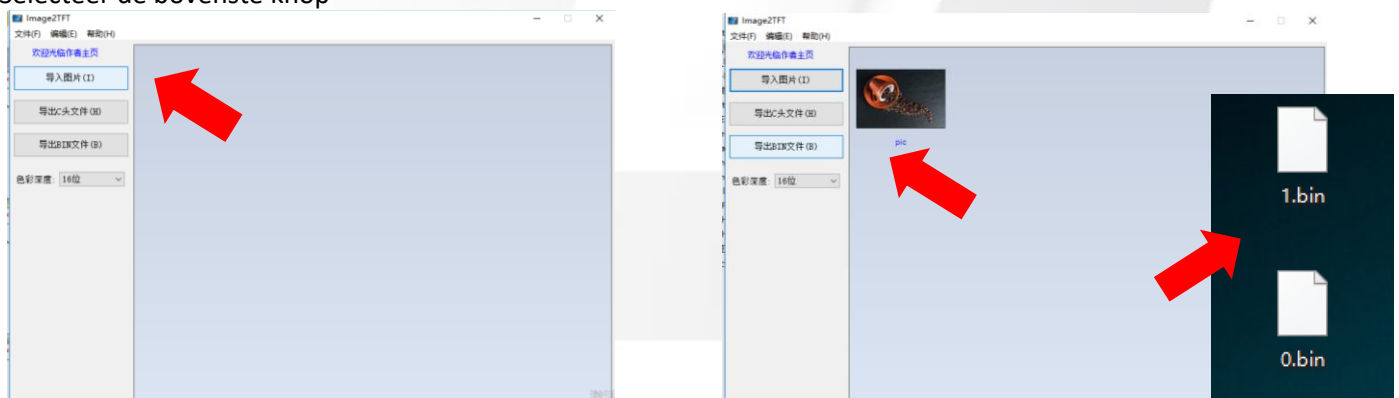 Selecteer de bovenste knop
Image2TFT
文件(F) 编辑(E) 帮助(H)
欢迎光临作者主页
导入图片(I)
导出C头文件(H)
导出BIN文件(B)
色彩深度: 16位
Image2TFT
文件(F) 编辑(E) 帮助(H)
欢迎光临作者主页
导入图片(I)
导出C头文件(H)
导出BIN文件(B)
色彩深度: 16位
pic
1.bin
0.bin